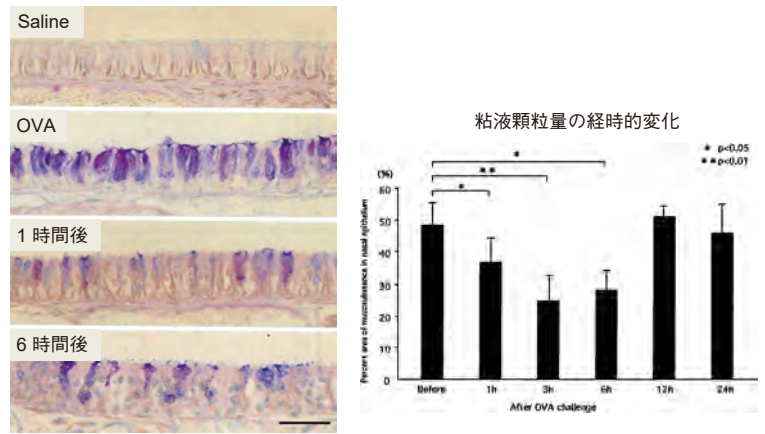 Saline
OVA
1 時間後
6 時間後
粘液顆粒量の経時的変化
* p<0.05
** p<0.01
(%)
60
50
40
30
20
10
0
Percent area of mucosubstance in nasal epithelium
*
**
*
Before
1h
3h
6h
12h
24h
After OVA challenge